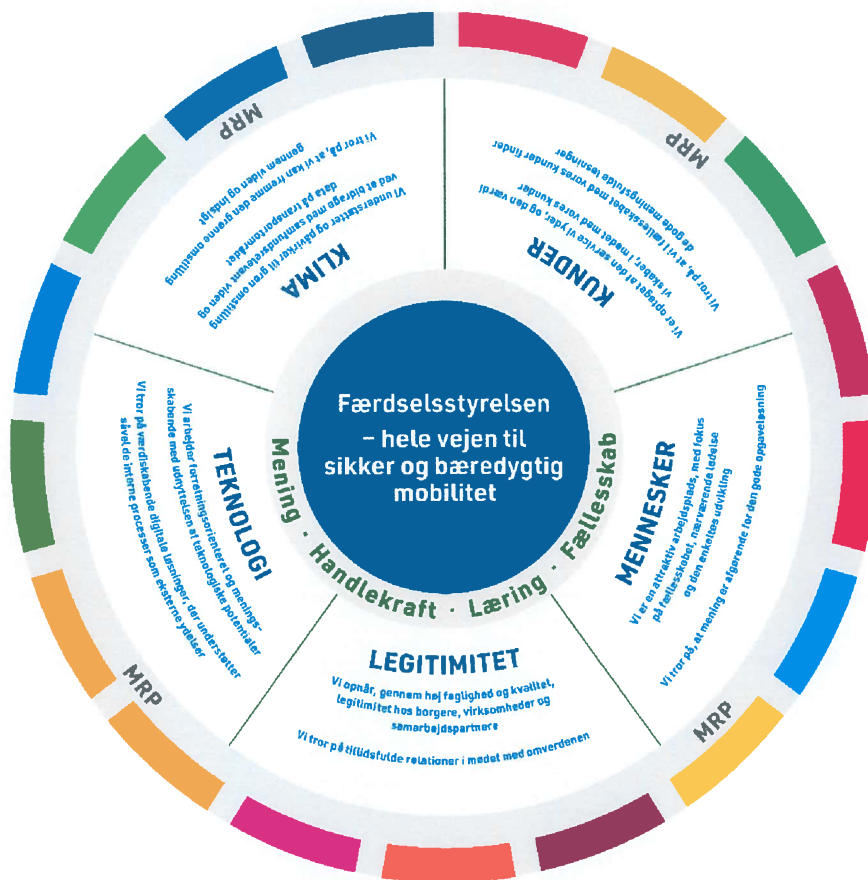 Færdselsstyrelsen
– hele vejen til
sikker og bæredygtig
mobilitet
Mening · Handlekraft · Læring · Fællesskab
KLIMA
Vi understøtter og påvirker til grøn omstilling
ved at bidrage med samfundsrelevant viden og
data på transportområdet
Vi tror på, at vi kan fremme den grønne omstilling
gennem viden og indsigt
MRP
KUNDER
Vi er optaget af den service vi yder, og den værdi
vi skaber, i mødet med vores kunder
Vi tror på, at vi i fællesskabet med vores kunder finder
de gode meningsfulde løsninger
MRP
MENNESKER
Vi er en attraktiv arbejdsplads, med fokus
på fællesskabet, nærværende ledelse
og den enkeltes udvikling
Vi tror på, at mening er afgørende for den gode opgaveløsning
MRP
LEGITIMITET
Vi opnår, gennem høj faglighed og kvalitet,
legitimitet hos borgere, virksomheder og
samarbejdspartnere
Vi tror på tillidsfulde relationer i mødet med omverdenen
TEKNOLOGI
Vi arbejder forretningsorienteret og menings-
skabende med udnyttelsen af teknologiske potentialer
Vi tror på værdiskabende digitale løsninger, der understøtter
såvel de interne processer som eksterne ydelser
MRP